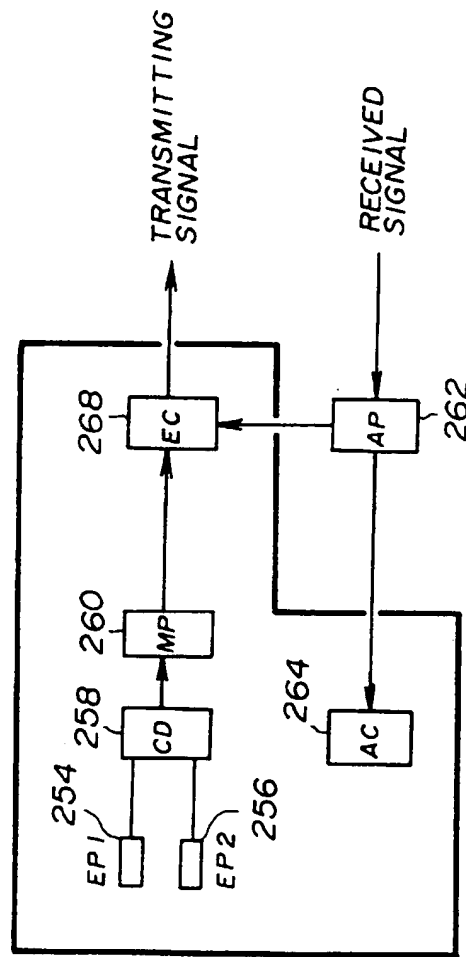 254
EP1
EP2
256
258
CD
260
MP
268
EC
TRANSMITTING
SIGNAL
264
AC
AP
262
RECEIVED
SIGNAL